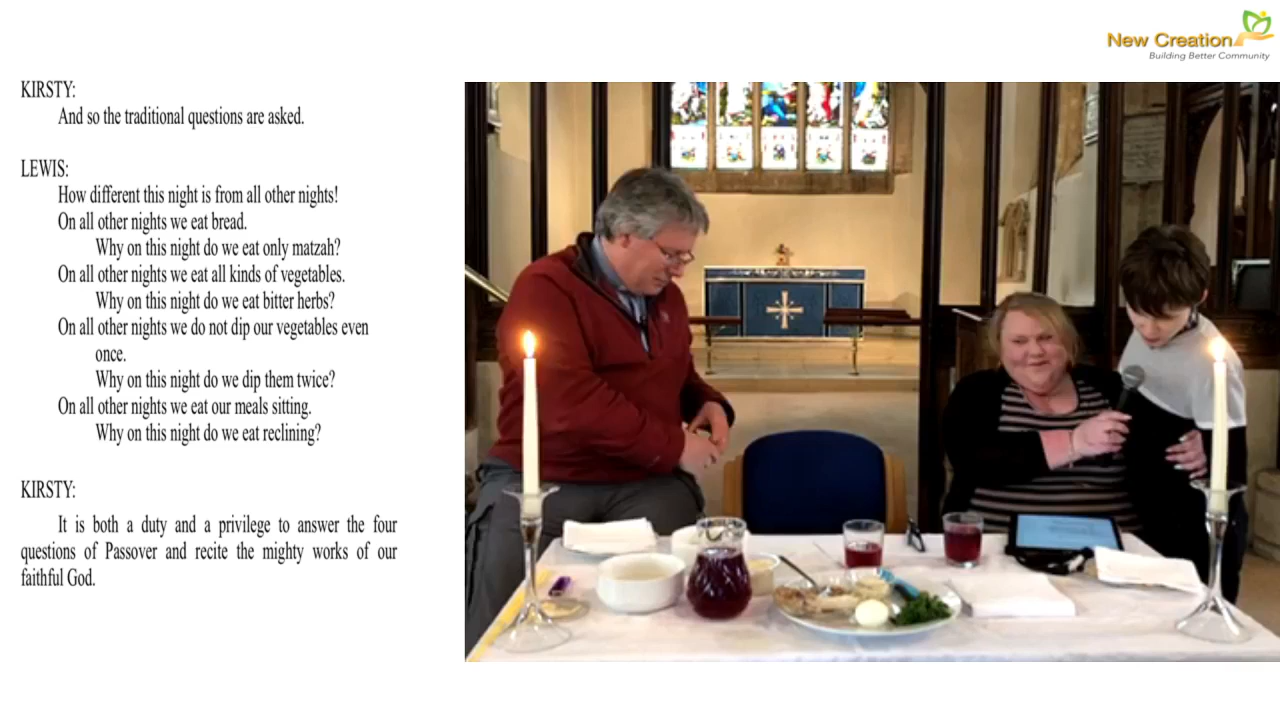 New Creation
Building Better Community
KIRSTY:
And so the traditional questions are asked.
LEWIS:
How different this night is from all other nights!
On all other nights we eat bread.
Why on this night do we eat only matzah?
On all other nights we eat all kinds of vegetables.
Why on this night do we eat bitter herbs?
On all other nights we do not dip our vegetables even
once.
Why on this night do we dip them twice?
On all other nights we eat our meals sitting.
Why on this night do we eat reclining?
KIRSTY:
It is both a duty and a privilege to answer the four
questions of Passover and recite the mighty works of our
faithful God.